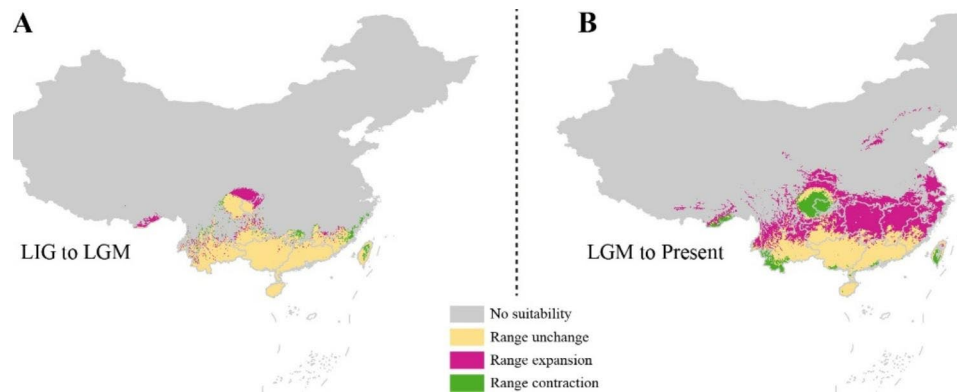 A
B
LIG to LGM
LGM to Present
No suitability
Range unchange
Range expansion
Range contraction